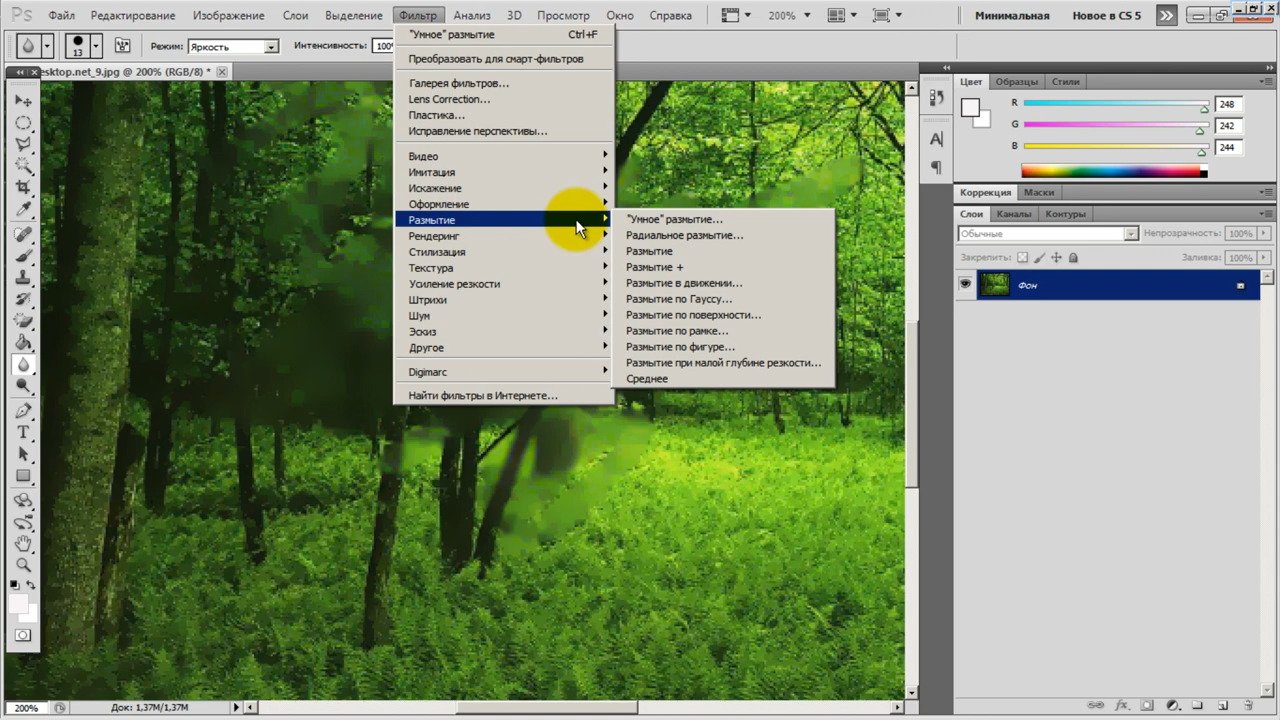 Ps Файл Редактирование Изображение Слои Выделение Фильтр Анализ 3D Просмотр Окно Справка 200% Минимальная Новое в CS 5
13 Режим: Яркость Интенсивность: 100
esktop.net_9.jpg @ 200% (RGB/8) *
"Умное" размытие Ctrl+F
Преобразовать для смарт-фильтров
Галерея фильтров...
Lens Correction...
Пластика...
Исправление перспективы...
Видео
Имитация
Искажение
Оформление
Размытие
Рендеринг
Стилизация
Текстура
Усиление резкости
Штрихи
Шум
Эскиз
Другое
Digimarc
Найти фильтры в Интернете...
"Умное" размытие...
Радиальное размытие...
Размытие
Размытие +
Размытие в движении...
Размытие по Гауссу...
Размытие по поверхности...
Размытие по рамке...
Размытие по фигуре...
Размытие при малой глубине резкости...
Среднее
Цвет Образцы Стили
R 248
G 242
B 244
Коррекция Маски
Слои Каналы Контуры
Обычные Непрозрачность: 100%
Закрепить: Заливка: 100%
Фон
200% Док: 1,37M/1,37M